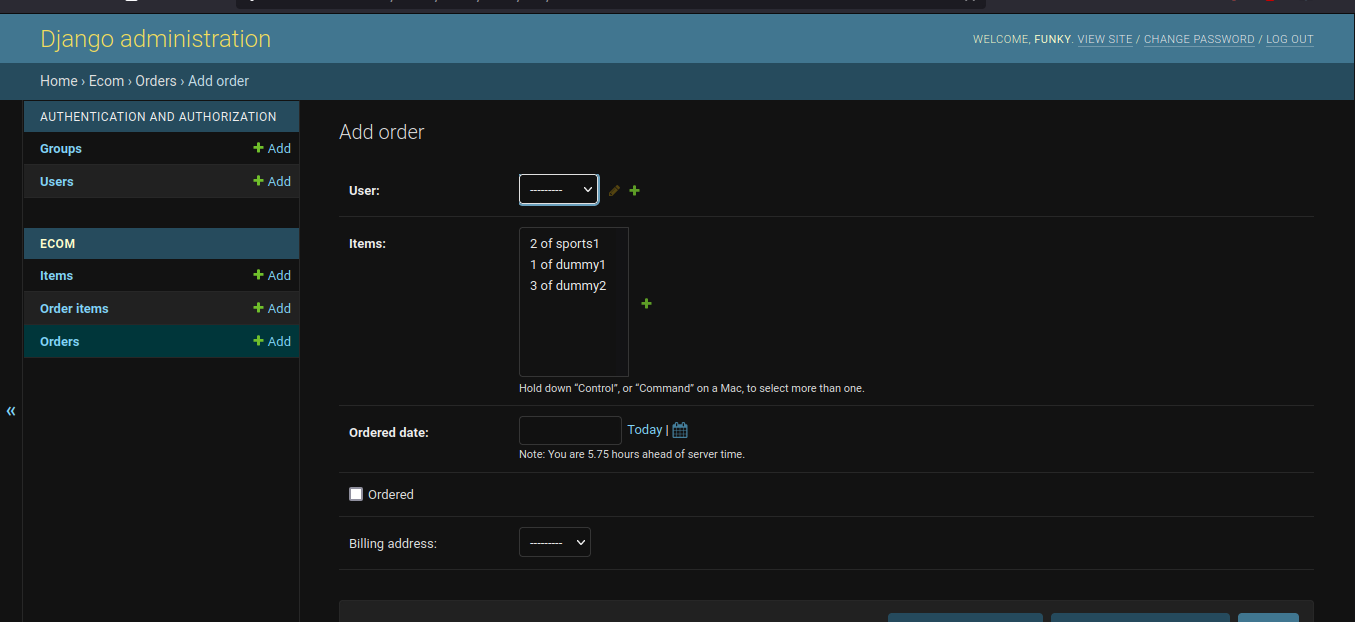 Django administration
WELCOME, FUNKY. VIEW SITE / CHANGE PASSWORD / LOG OUT
Home › Ecom › Orders › Add order
AUTHENTICATION AND AUTHORIZATION
Groups + Add
Users + Add
ECOM
Items + Add
Order items + Add
Orders + Add
«
Add order
User: ---------
Items:
2 of sports1
1 of dummy1
3 of dummy2
Hold down “Control”, or “Command” on a Mac, to select more than one.
Ordered date: Today |
Note: You are 5.75 hours ahead of server time.
Ordered
Billing address: ---------